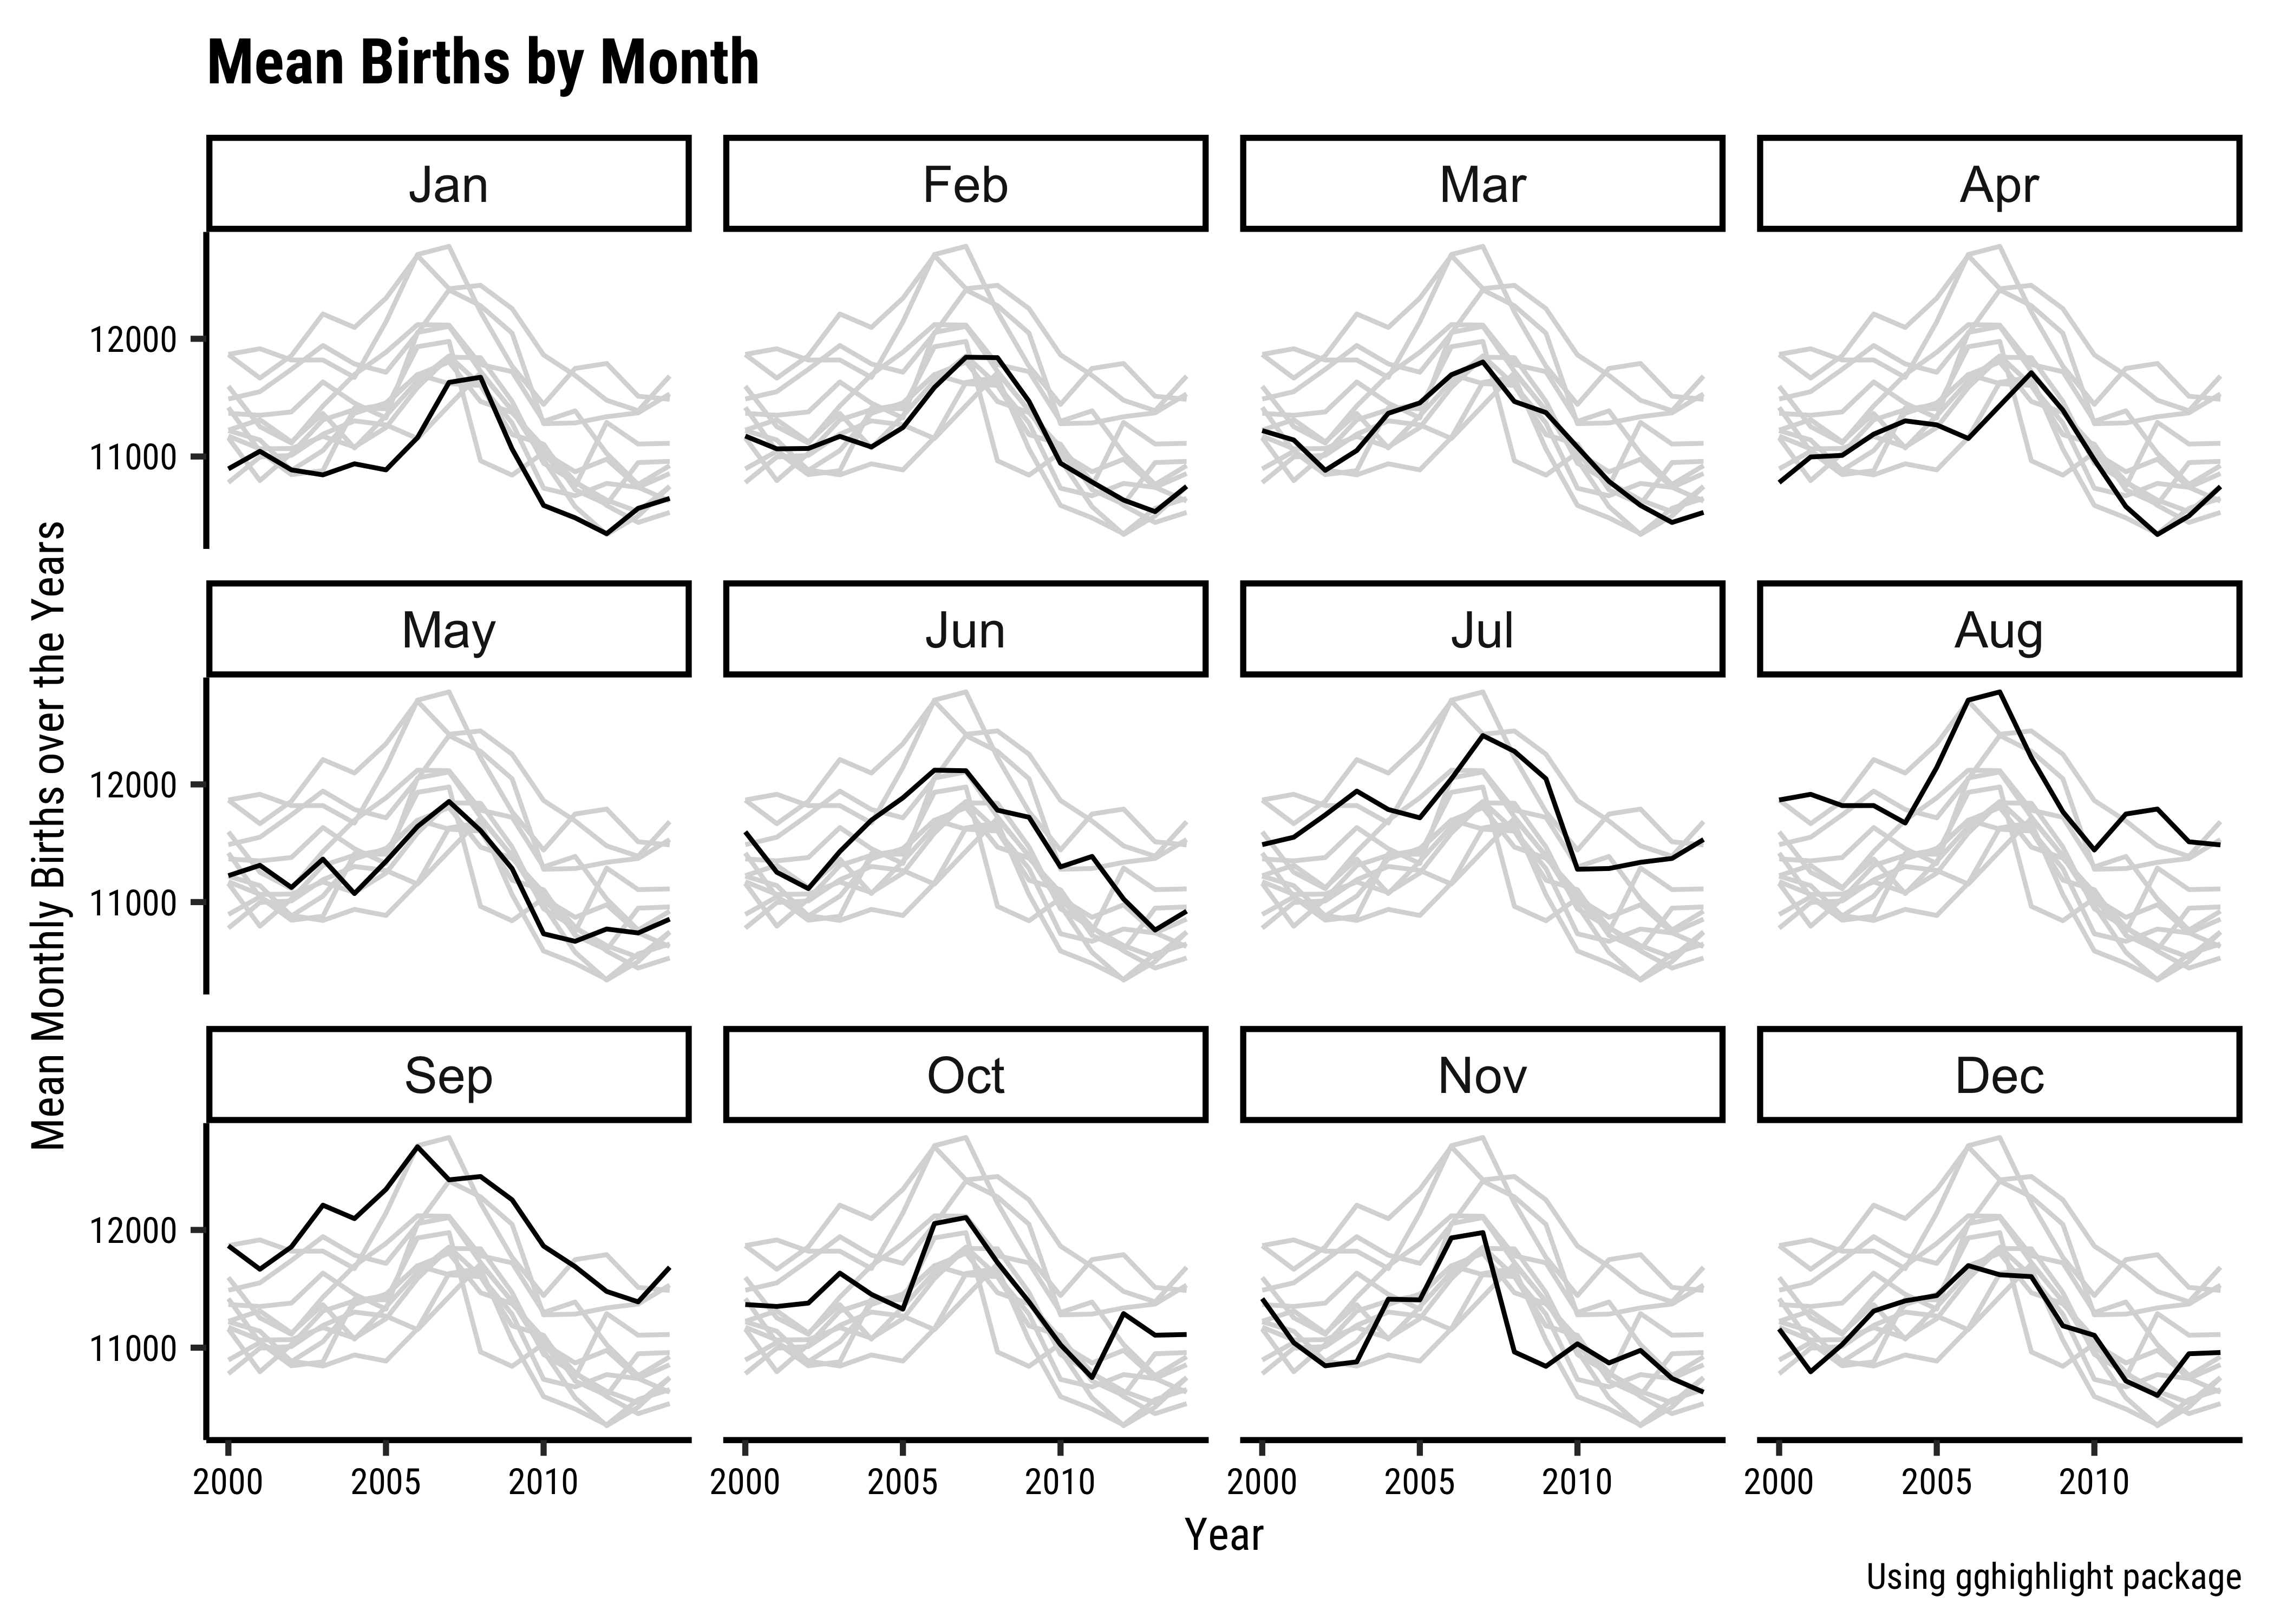 Mean Births by Month
Jan
Feb
Mar
Apr
12000
11000
May
Jun
Jul
Aug
12000
11000
Sep
Oct
Nov
Dec
12000
11000
2000
2005
2010
2000
2005
2010
2000
2005
2010
2000
2005
2010
Mean Monthly Births over the Years
Year
Using gghighlight package